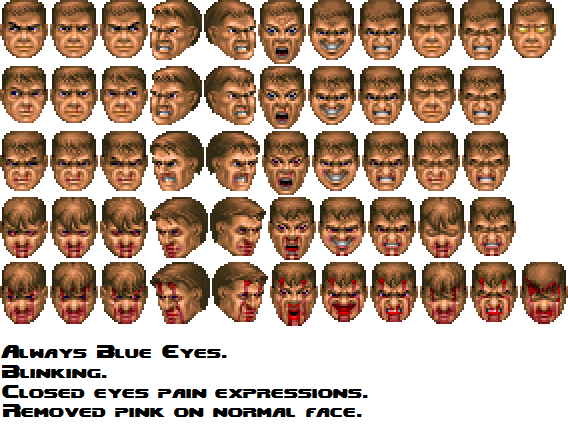 Always Blue Eyes.
Blinking.
Closed eyes pain expressions.
Removed pink on normal face.